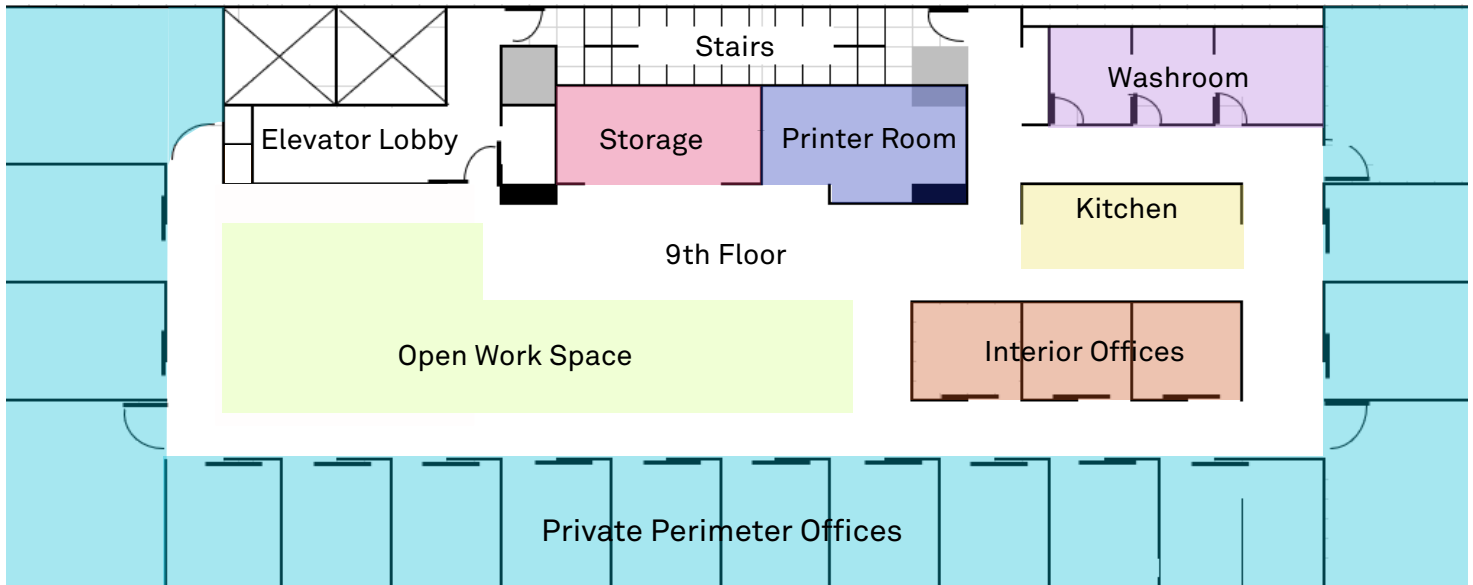 Stairs
Washroom
Elevator Lobby
Storage
Printer Room
Kitchen
9th Floor
Open Work Space
Interior Offices
Private Perimeter Offices